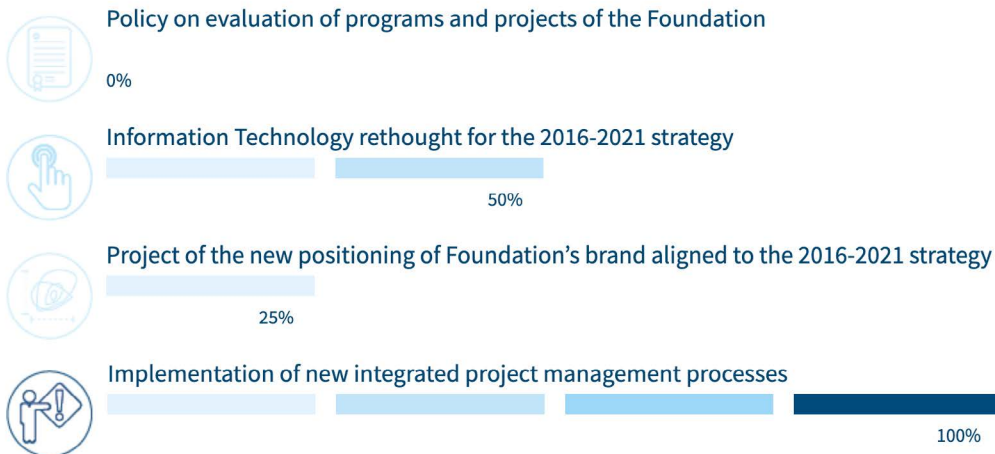 Policy on evaluation of programs and projects of the Foundation
0%
Information Technology rethought for the 2016-2021 strategy
50%
Project of the new positioning of Foundation’s brand aligned to the 2016-2021 strategy
25%
Implementation of new integrated project management processes
100%